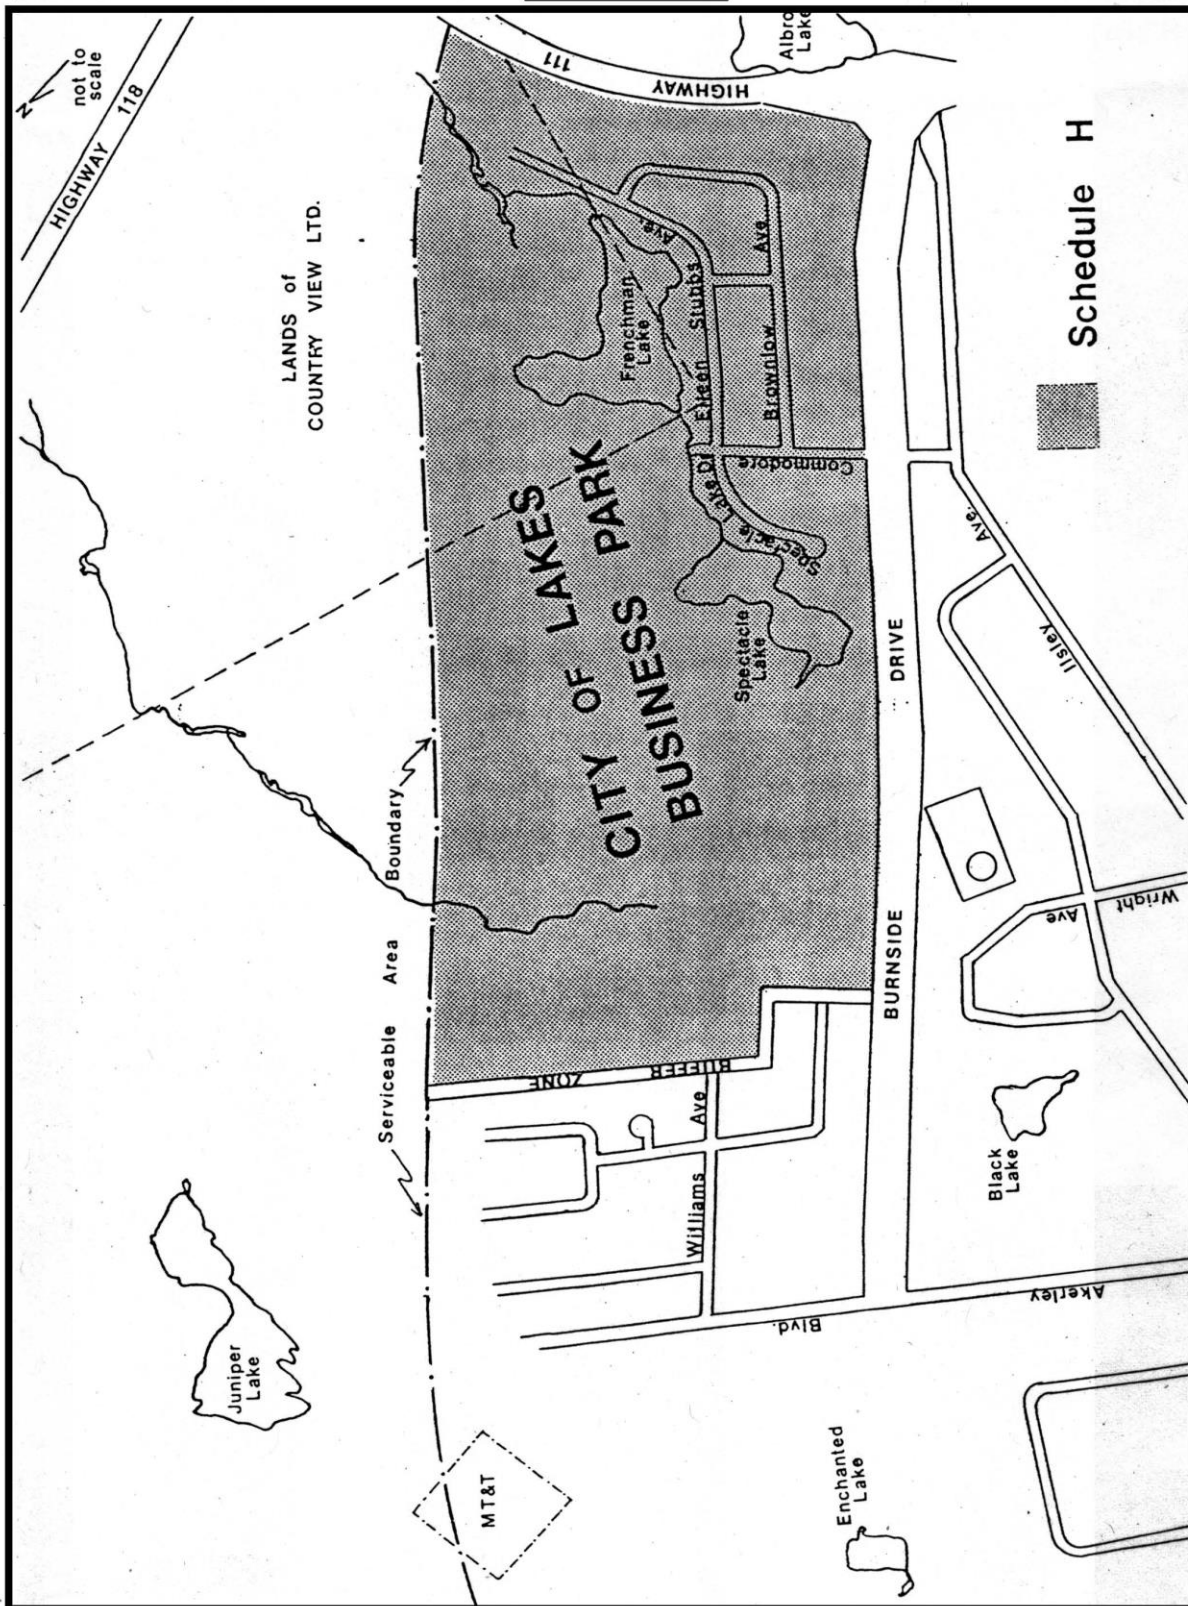 N
not to
scale
HIGHWAY 118
LANDS of
COUNTRY VIEW LTD.
HIGHWAY 111
Lake
Frenchman
Lake
Eileen Stubbs Ave.
Brownlow Ave
Commodore
Spectacle Lake Dr
Spectacle
Lake
CITY OF LAKES
BUSINESS PARK
Serviceable Area Boundary
BUFFER ZONE
BURNSIDE DRIVE
Ilsley Ave.
Wright Ave
Williams Ave
Akerley Blvd.
Black
Lake
Juniper
Lake
MT&T
Enchanted
Lake
Schedule H